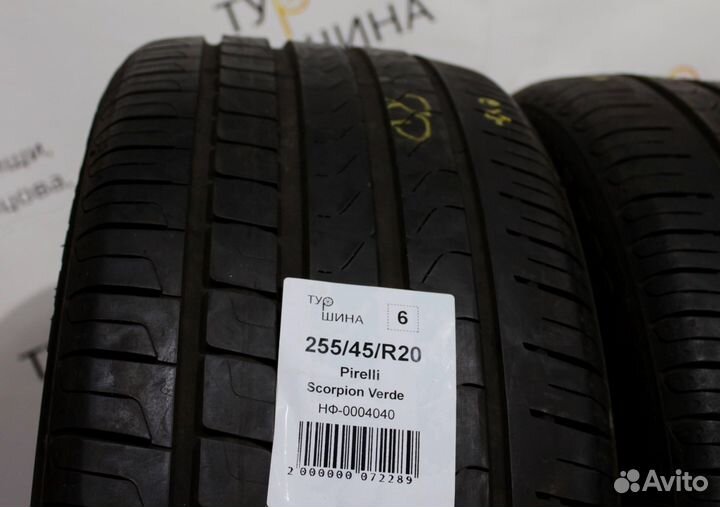 ТУР
ШИНА
ТУР
ШИНА
6
255/45/R20
Pirelli
Scorpion Verde
НФ-0004040
2 000000 072289
Avito